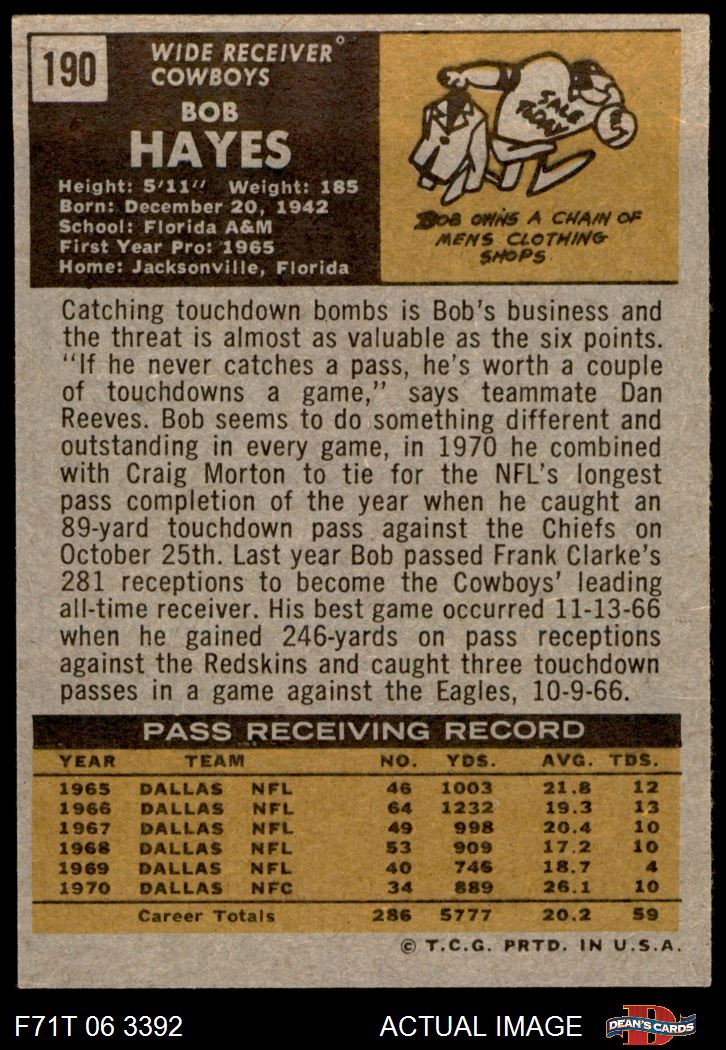 190
WIDE RECEIVER
COWBOYS
BOB
HAYES
Height: 5'11" Weight: 185
Born: December 20, 1942
School: Florida A&M
First Year Pro: 1965
Home: Jacksonville, Florida
SALE
TODAY
BOB OWNS A CHAIN OF
MENS CLOTHING
SHOPS
Catching touchdown bombs is Bob's business and
the threat is almost as valuable as the six points.
"If he never catches a pass, he's worth a couple
of touchdowns a game," says teammate Dan
Reeves. Bob seems to do something different and
outstanding in every game, in 1970 he combined
with Craig Morton to tie for the NFL's longest
pass completion of the year when he caught an
89-yard touchdown pass against the Chiefs on
October 25th. Last year Bob passed Frank Clarke's
281 receptions to become the Cowboys' leading
all-time receiver. His best game occurred 11-13-66
when he gained 246-yards on pass receptions
against the Redskins and caught three touchdown
passes in a game against the Eagles, 10-9-66.
PASS RECEIVING RECORD
YEAR TEAM NO. YDS. AVG. TDS.
1965 DALLAS NFL 46 1003 21.8 12
1966 DALLAS NFL 64 1232 19.3 13
1967 DALLAS NFL 49 998 20.4 10
1968 DALLAS NFL 53 909 17.2 10
1969 DALLAS NFL 40 746 18.7 4
1970 DALLAS NFC 34 889 26.1 10
Career Totals 286 5777 20.2 59
© T.C.G. PRTD. IN U.S.A.
F71T 06 3392 ACTUAL IMAGE
D
DEAN'S CARDS